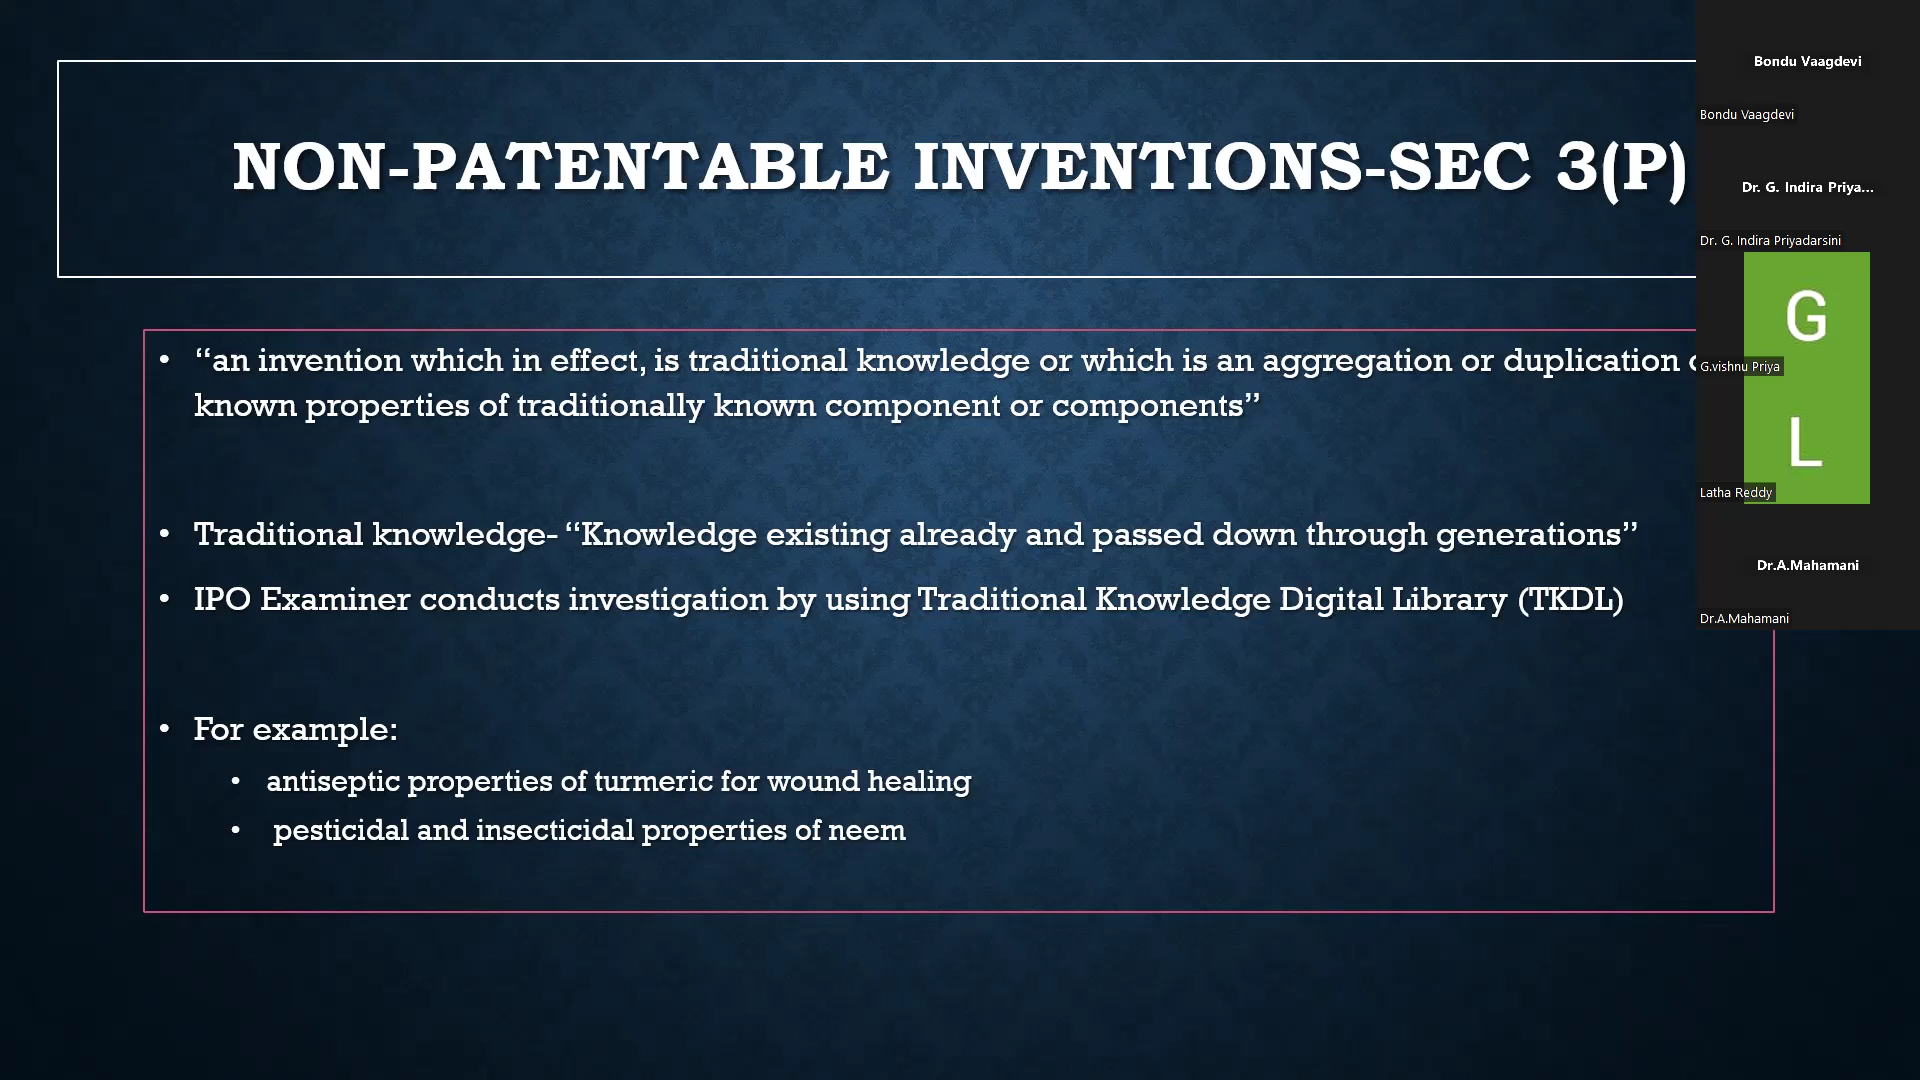 NON-PATENTABLE INVENTIONS-SEC 3(P)
• “an invention which in effect, is traditional knowledge or which is an aggregation or duplication
known properties of traditionally known component or components”
• Traditional knowledge- “Knowledge existing already and passed down through generations”
• IPO Examiner conducts investigation by using Traditional Knowledge Digital Library (TKDL)
• For example:
• antiseptic properties of turmeric for wound healing
• pesticidal and insecticidal properties of neem
Bondu Vaagdevi
Bondu Vaagdevi
Dr. G. Indira Priya...
Dr. G. Indira Priyadarsini
G
G.vishnu Priya
L
Latha Reddy
Dr.A.Mahamani
Dr.A.Mahamani